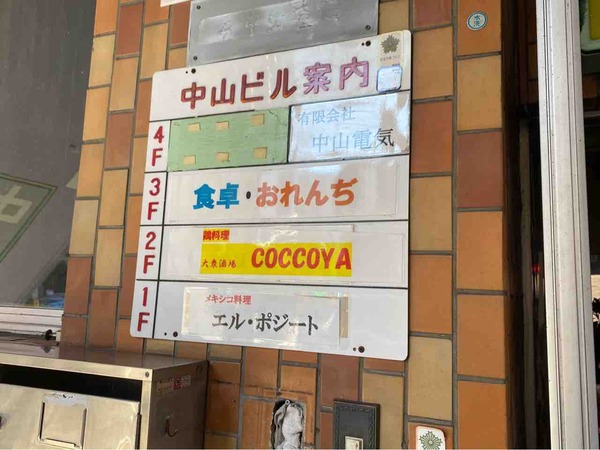 中山ビル案内
4F
有限会社
中山電気
3F
食卓・おれんぢ
2F
鶏料理
大衆酒場 COCCOYA
1F
メキシコ料理
エル・ポジート